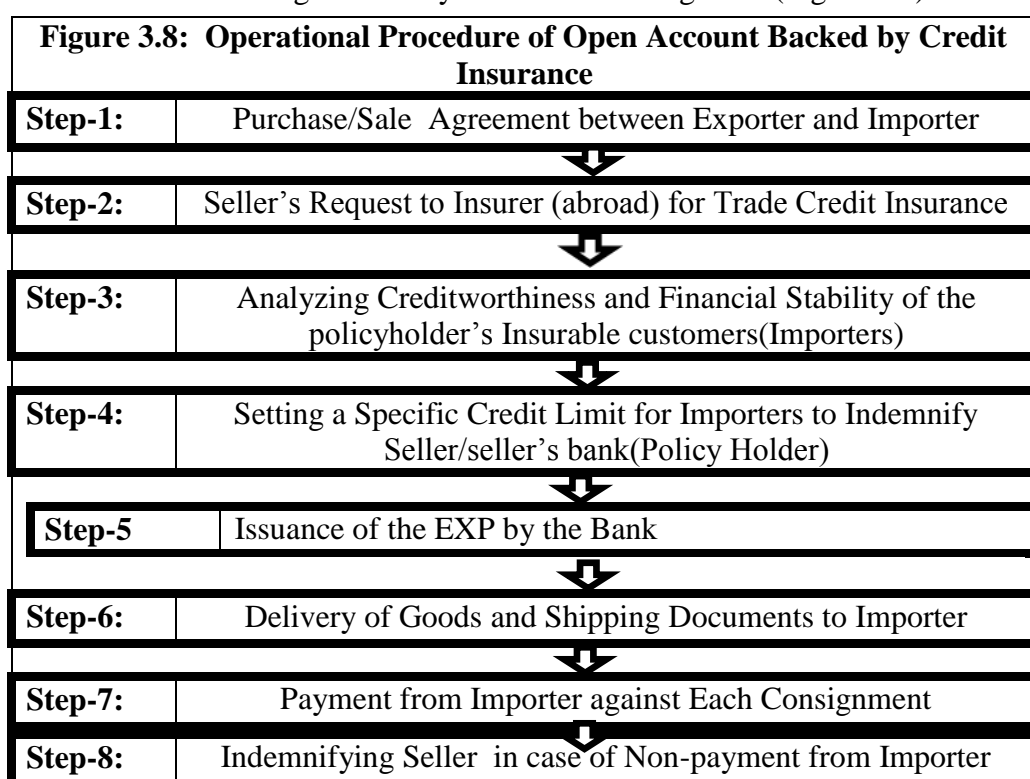 Figure 3.8: Operational Procedure of Open Account Backed by Credit
Insurance
Step-1: Purchase/Sale Agreement between Exporter and Importer
Step-2: Seller's Request to Insurer (abroad) for Trade Credit Insurance
Step-3: Analyzing Creditworthiness and Financial Stability of the
policyholder's Insurable customers(Importers)
Step-4: Setting a Specific Credit Limit for Importers to Indemnify
Seller/seller's bank(Policy Holder)
Step-5 Issuance of the EXP by the Bank
Step-6: Delivery of Goods and Shipping Documents to Importer
Step-7: Payment from Importer against Each Consignment
Step-8: Indemnifying Seller in case of Non-payment from Importer